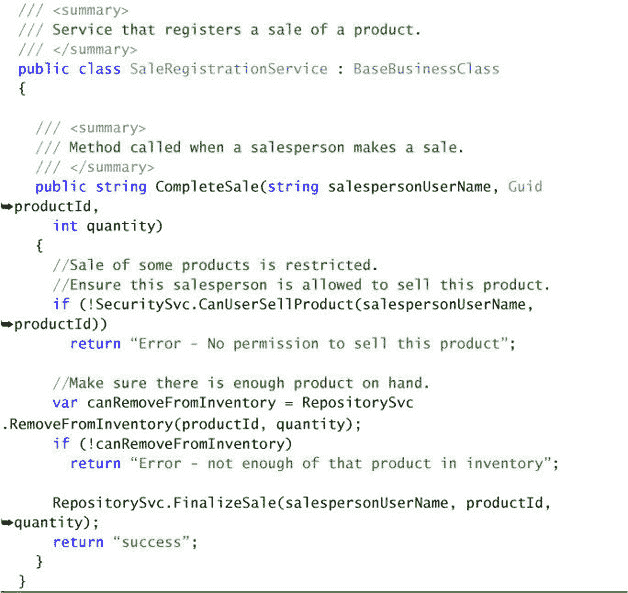 /// <summary>
/// Service that registers a sale of a product.
/// </summary>
public class SaleRegistrationService : BaseBusinessClass
{
/// <summary>
/// Method called when a salesperson makes a sale.
/// </summary>
public string CompleteSale(string salespersonUserName, Guid
➥productId,
int quantity)
{
//Sale of some products is restricted.
//Ensure this salesperson is allowed to sell this product.
if (!SecuritySvc.CanUserSellProduct(salespersonUserName,
➥productId))
return “Error – No permission to sell this product”;
//Make sure there is enough product on hand.
var canRemoveFromInventory = RepositorySvc
.RemoveFromInventory(productId, quantity);
if (!canRemoveFromInventory)
return “Error – not enough of that product in inventory”;
RepositorySvc.FinalizeSale(salespersonUserName, productId,
➥quantity);
return “success”;
}
}